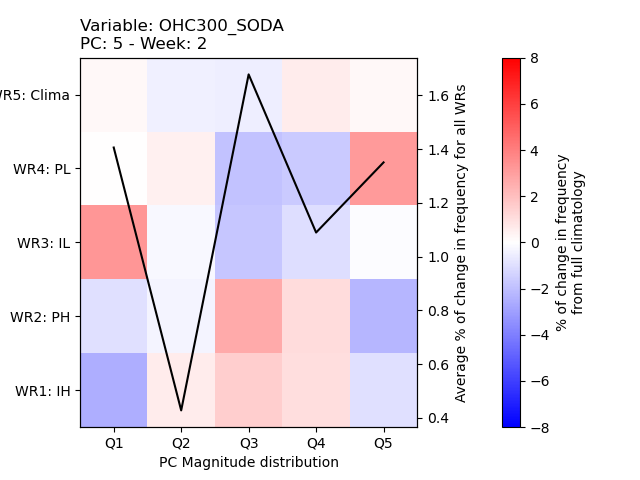 Variable: OHC300_SODA
PC: 5 - Week: 2
WR5: Clima
WR4: PL
WR3: IL
WR2: PH
WR1: IH
Q1 Q2 Q3 Q4 Q5
PC Magnitude distribution
1.6
1.4
1.2
1.0
0.8
0.6
0.4
Average % of change in frequency for all WRs
8
6
4
2
0
−2
−4
−6
−8
% of change in frequency
from full climatology